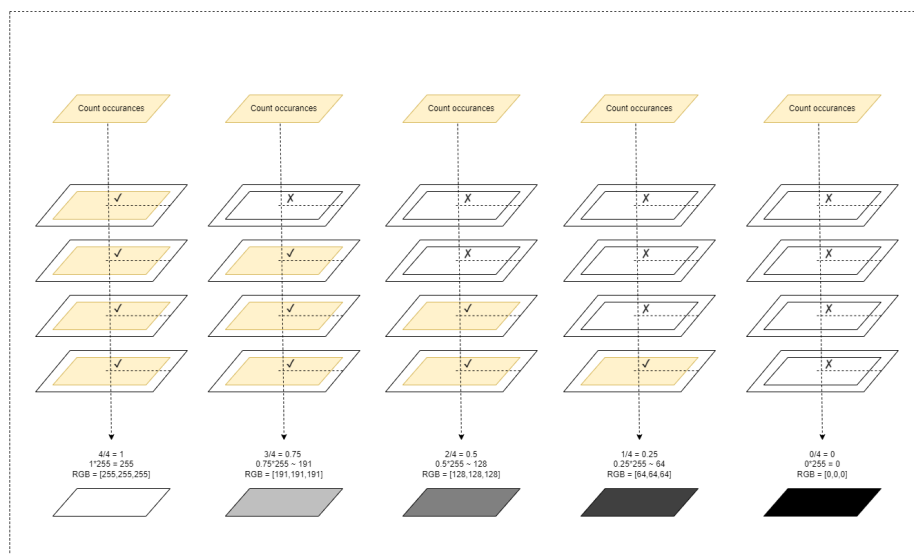 Count occurances
Count occurances
Count occurances
Count occurances
Count occurances
✓
✗
✗
✗
✗
✓
✓
✗
✗
✗
✓
✓
✓
✗
✗
✓
✓
✓
✓
✗
4/4 = 1
1*255 = 255
RGB = [255,255,255]
3/4 = 0.75
0.75*255 ~ 191
RGB = [191,191,191]
2/4 = 0.5
0.5*255 ~ 128
RGB = [128,128,128]
1/4 = 0.25
0.25*255 ~ 64
RGB = [64,64,64]
0/4 = 0
0*255 = 0
RGB = [0,0,0]